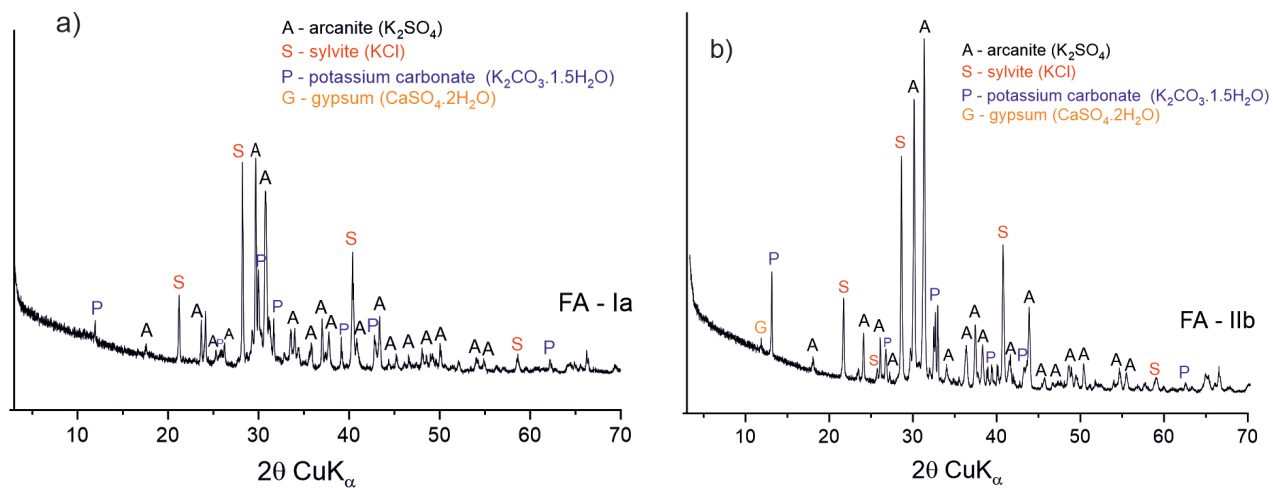 a)
A - arcanite (K₂SO₄)
S - sylvite (KCl)
P - potassium carbonate (K₂CO₃.1.5H₂O)
G - gypsum (CaSO₄.2H₂O)
S A A P S S P A A P A A P A A A P A P A A A A A A A S P
FA - Ia
10 20 30 40 50 60 70
2θ CuKα
b)
A - arcanite (K₂SO₄)
S - sylvite (KCl)
P - potassium carbonate (K₂CO₃.1.5H₂O)
G - gypsum (CaSO₄.2H₂O)
A A S S P S P G A A A S P A A A A P A P A A A A A A A A S P
FA - IIb
10 20 30 40 50 60 70
2θ CuKα